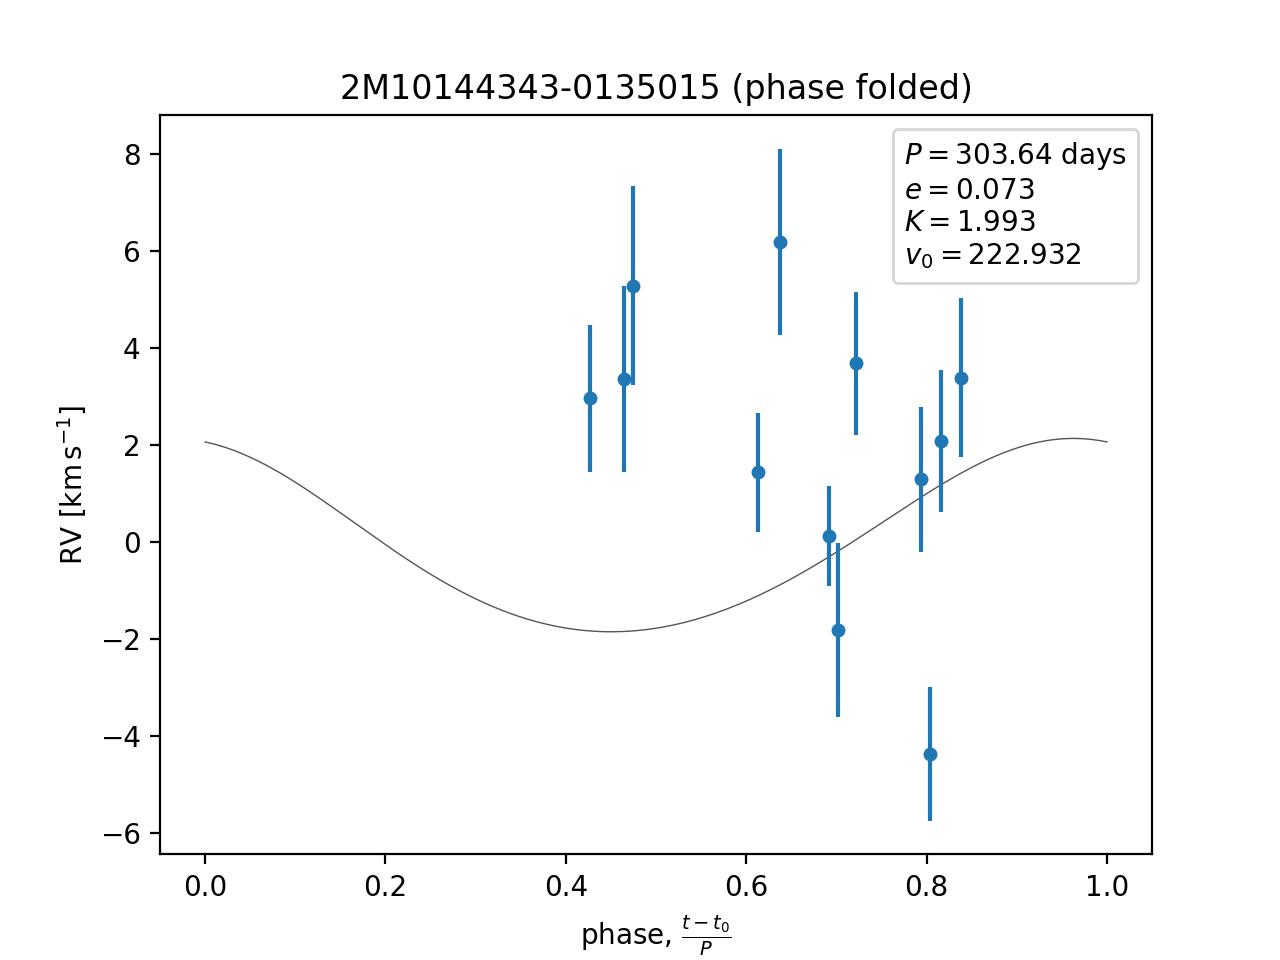 2M10144343-0135015 (phase folded)
P = 303.64 days
e = 0.073
K = 1.993
v₀ = 222.932
RV [km s⁻¹]
8
6
4
2
0
−2
−4
−6
0.0 0.2 0.4 0.6 0.8 1.0
phase, (t − t₀)/P